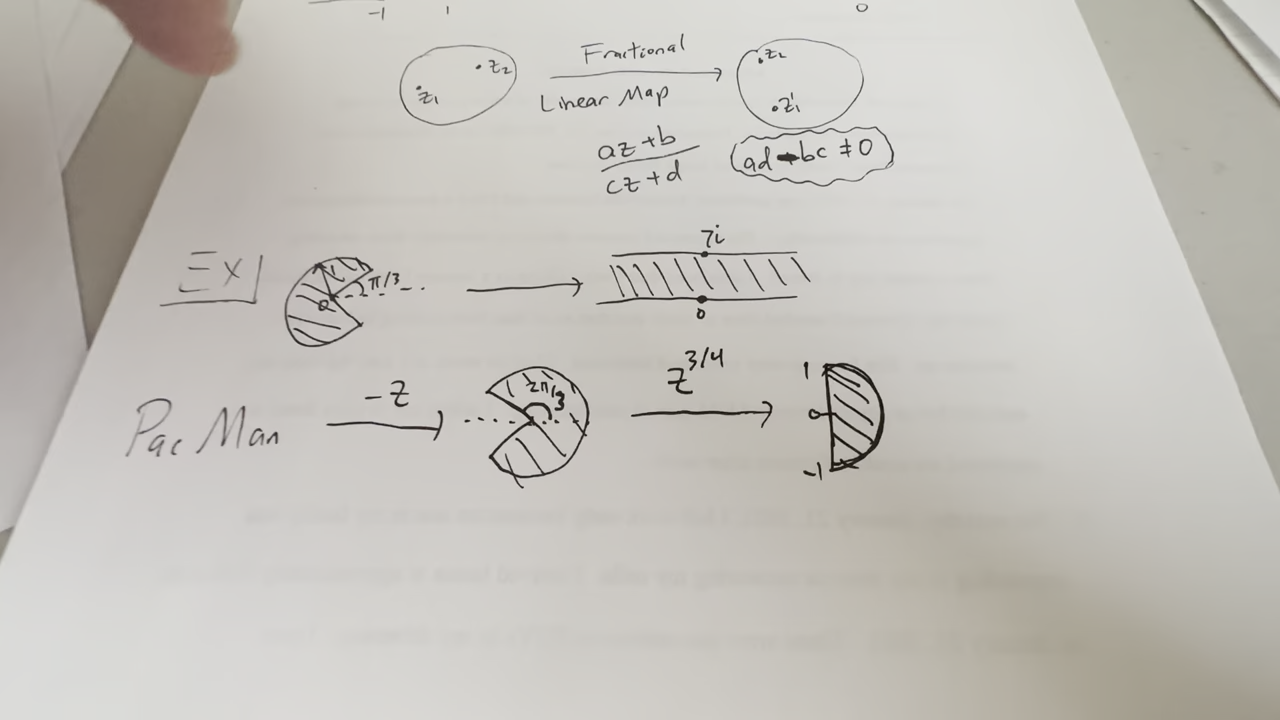 -1 1 0
Fractional
z₂ z₂
Linear Map
z₁ z₁'
az+b
cz+d
ad-bc ≠ 0
Ex
1 π/3
0
7i
0
Pac Man
-z
2π/3
z^{3/4}
1
0
-1